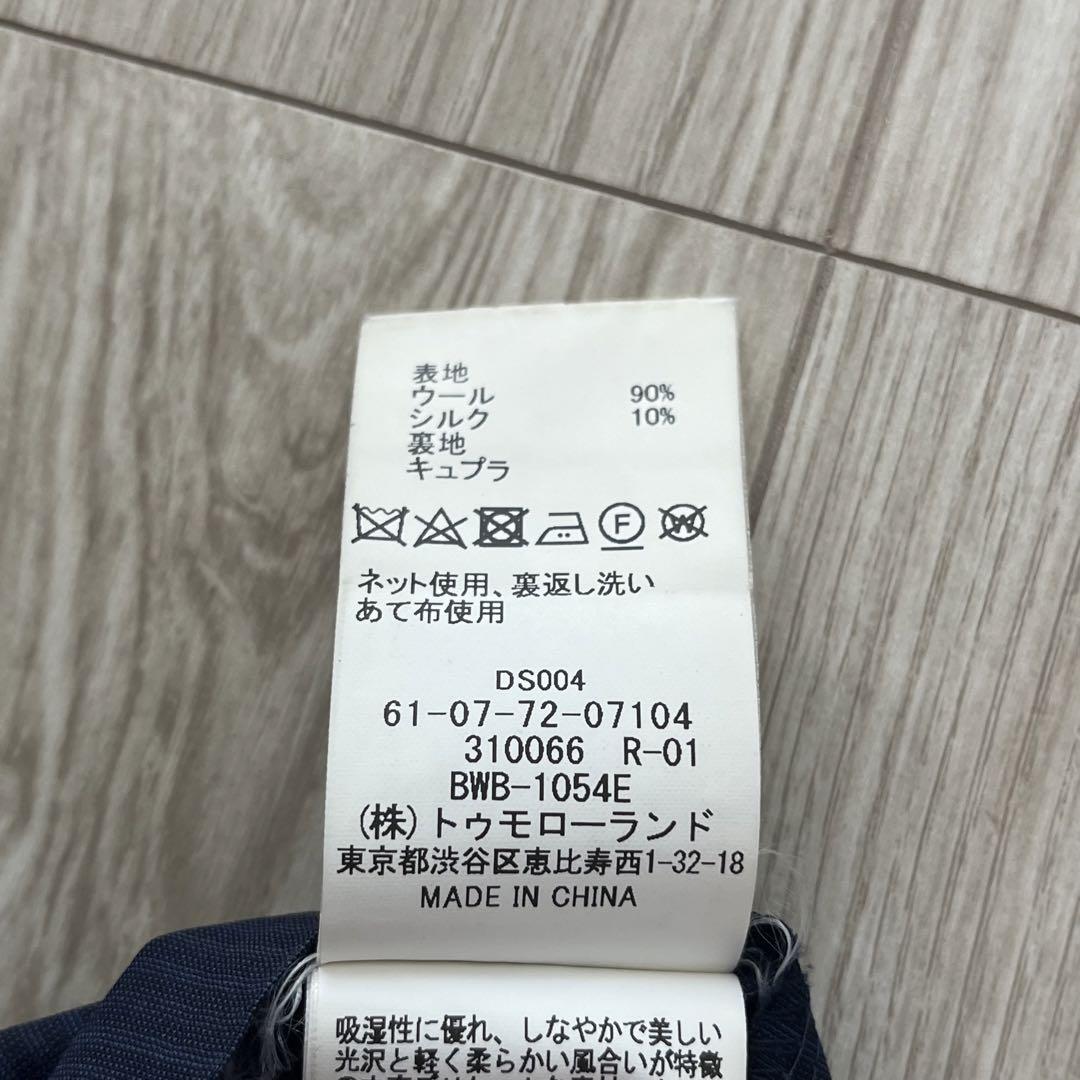 表地
ウール 90%
シルク 10%
裏地
キュプラ
F W
ネット使用、裏返し洗い
あて布使用
DS004
61-07-72-07104
310066 R-01
BWB-1054E
(株)トゥモローランド
東京都渋谷区恵比寿西1-32-18
MADE IN CHINA
吸湿性に優れ、しなやかで美しい
光沢と軽く柔らかい風合いが特徴